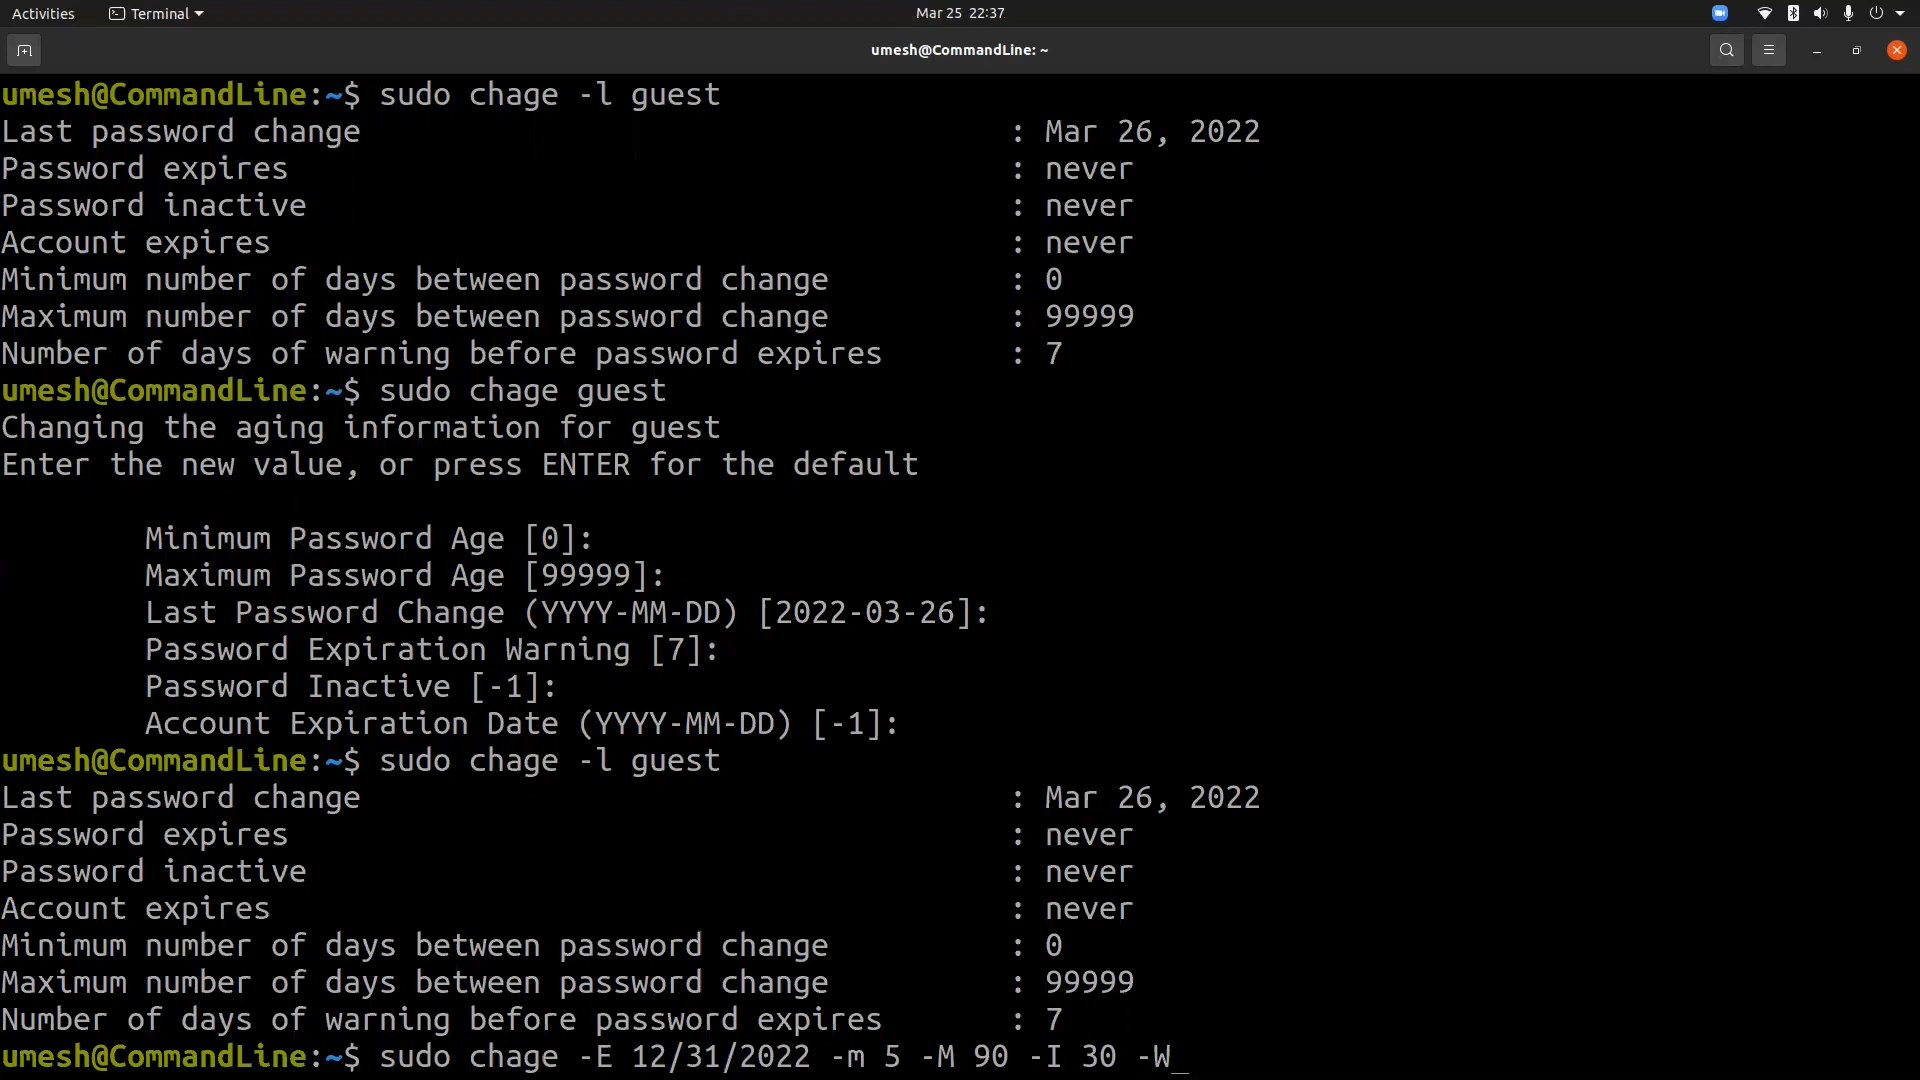 Activities Terminal Mar 25 22:37
umesh@CommandLine: ~
umesh@CommandLine:~$ sudo chage -l guest
Last password change : Mar 26, 2022
Password expires : never
Password inactive : never
Account expires : never
Minimum number of days between password change : 0
Maximum number of days between password change : 99999
Number of days of warning before password expires : 7
umesh@CommandLine:~$ sudo chage guest
Changing the aging information for guest
Enter the new value, or press ENTER for the default
Minimum Password Age [0]:
Maximum Password Age [99999]:
Last Password Change (YYYY-MM-DD) [2022-03-26]:
Password Expiration Warning [7]:
Password Inactive [-1]:
Account Expiration Date (YYYY-MM-DD) [-1]:
umesh@CommandLine:~$ sudo chage -l guest
Last password change : Mar 26, 2022
Password expires : never
Password inactive : never
Account expires : never
Minimum number of days between password change : 0
Maximum number of days between password change : 99999
Number of days of warning before password expires : 7
umesh@CommandLine:~$ sudo chage -E 12/31/2022 -m 5 -M 90 -I 30 -W_